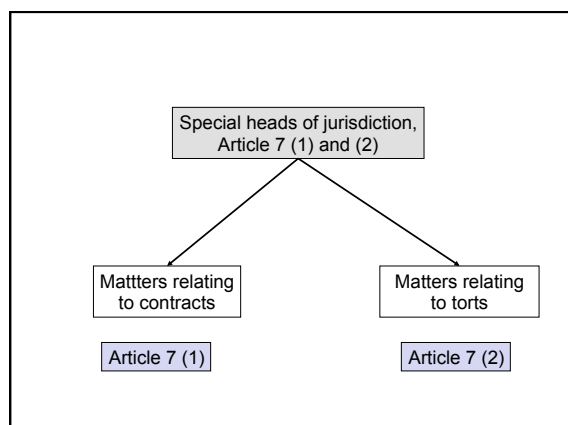 Special heads of jurisdiction,
Article 7 (1) and (2)
Mattters relating
to contracts
Matters relating
to torts
Article 7 (1)
Article 7 (2)